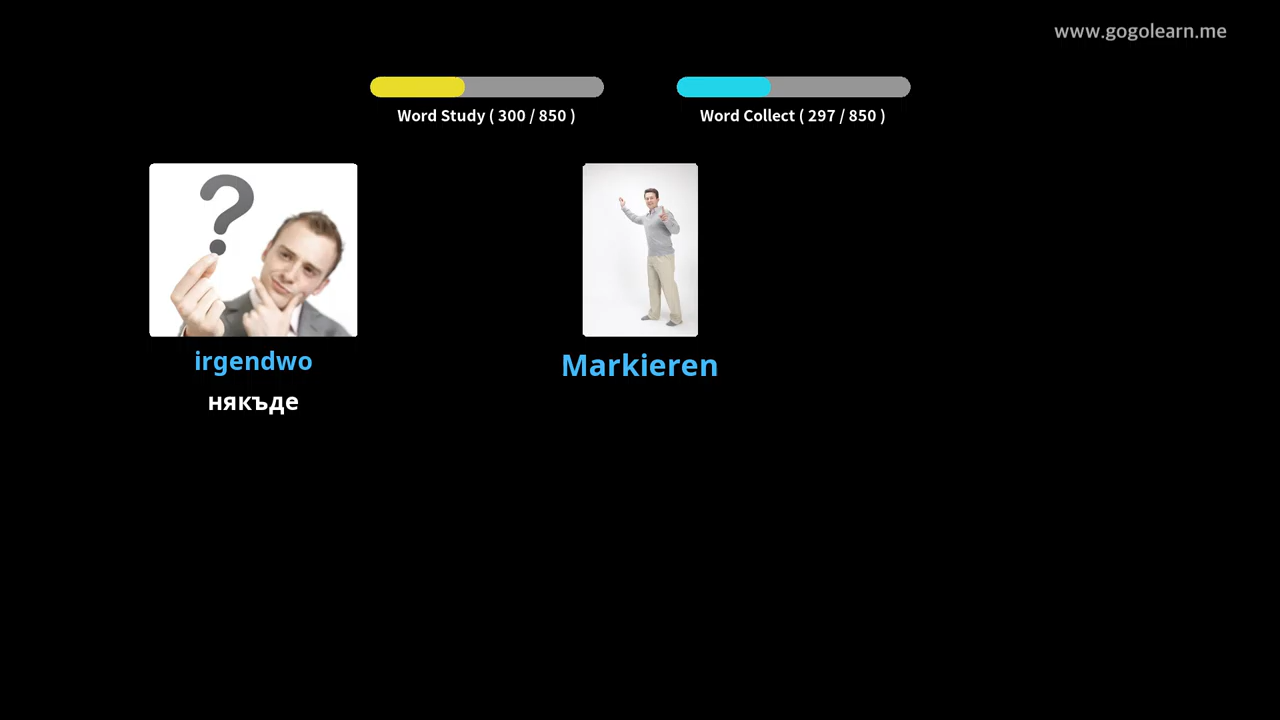 www.gogolearn.me
Word Study ( 300 / 850 )
Word Collect ( 297 / 850 )
irgendwo
някъде
Markieren